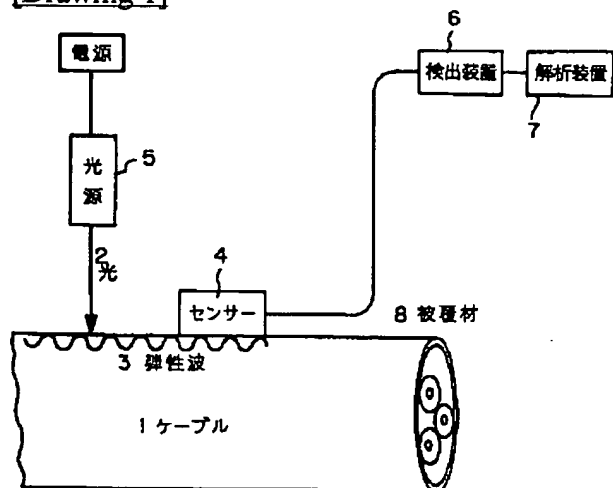 [Drawing 1]
電源
光源
5
2 光
4
センサー
6
検出装置
解析装置
7
8 被覆材
3 弾性波
1 ケーブル